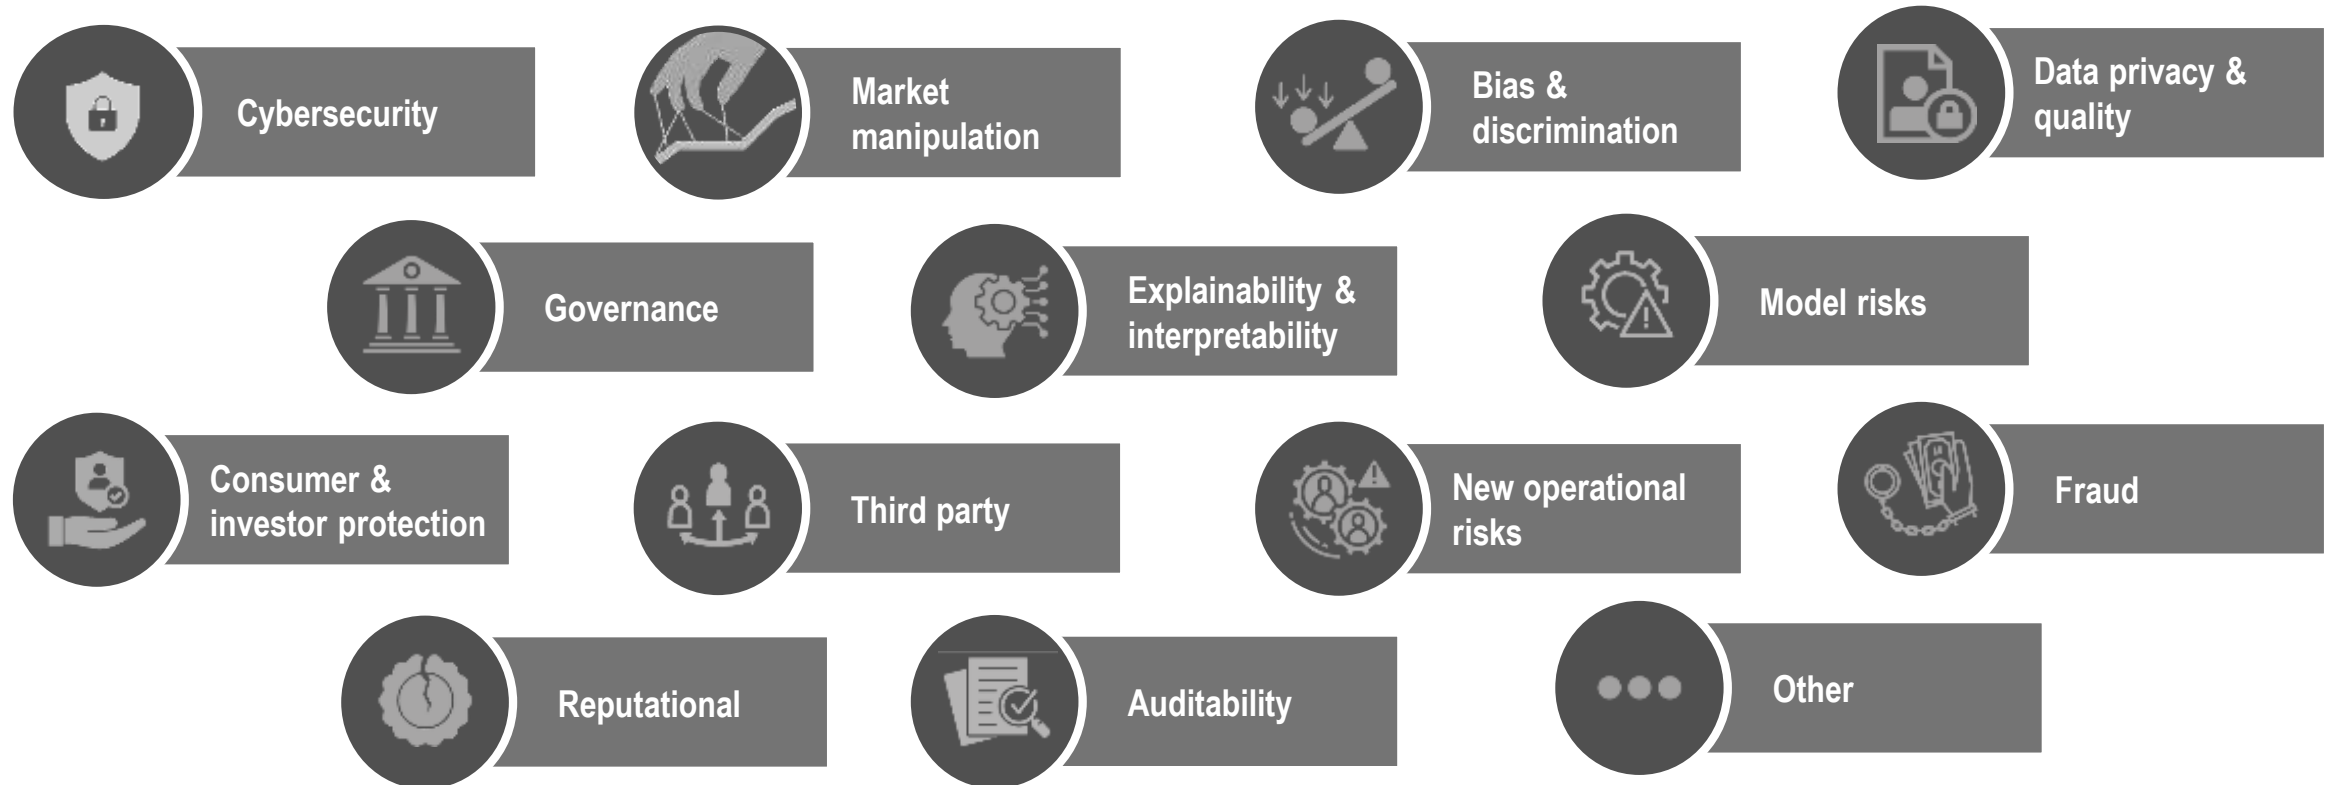 Cybersecurity
Market
manipulation
Bias &
discrimination
Data privacy &
quality
Governance
Explainability &
interpretability
Model risks
Consumer &
investor protection
Third party
New operational
risks
Fraud
Reputational
Auditability
Other